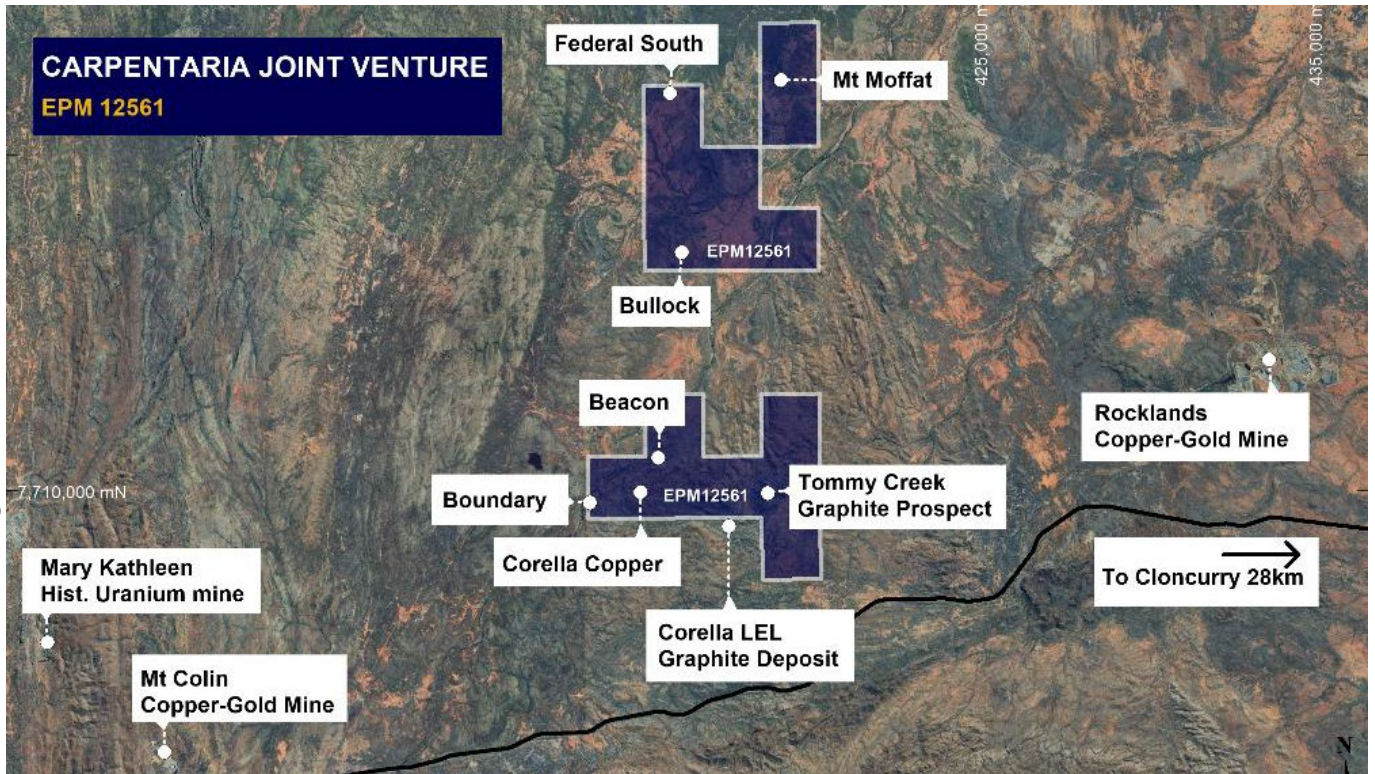 CARPENTARIA JOINT VENTURE
EPM 12561
Federal South
Mt Moffat
425,000 m
435,000 m
EPM12561
Bullock
Beacon
Rocklands
Copper-Gold Mine
7,710,000 mN
Boundary
EPM12561
Tommy Creek
Graphite Prospect
Corella Copper
To Cloncurry 28km
Mary Kathleen
Hist. Uranium mine
Corella LEL
Graphite Deposit
Mt Colin
Copper-Gold Mine
N